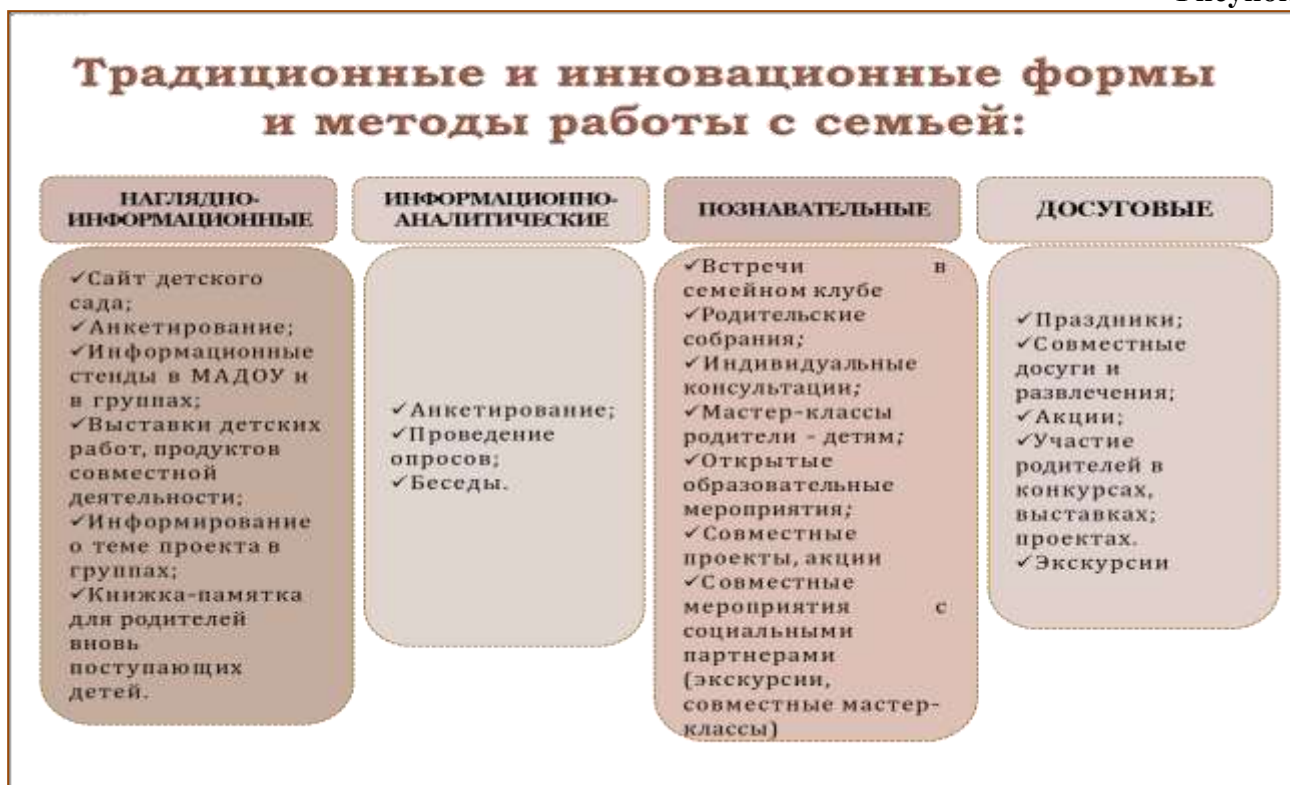 Традиционные и инновационные формы
и методы работы с семьей:
НАГЛЯДНО-
ИНФОРМАЦИОННЫЕ
✓Сайт детского
сада;
✓Анкетирование;
✓Информационные
стенды в МАДОУ и
в группах;
✓Выставки детских
работ, продуктов
совместной
деятельности;
✓Информирование
о теме проекта в
группах;
✓Книжка-памятка
для родителей
вновь
поступающих
детей.
ИНФОРМАЦИОННО-
АНАЛИТИЧЕСКИЕ
✓Анкетирование;
✓Проведение
опросов;
✓Беседы.
ПОЗНАВАТЕЛЬНЫЕ
✓Встречи в
семейном клубе
✓Родительские
собрания;
✓Индивидуальные
консультации;
✓Мастер-классы
родители - детям;
✓Открытые
образовательные
мероприятия;
✓Совместные
проекты, акции
✓Совместные
мероприятия с
социальными
партнерами
(экскурсии,
совместные мастер-
классы)
ДОСУГОВЫЕ
✓Праздники;
✓Совместные
досуги и
развлечения;
✓Акции;
✓Участие
родителей в
конкурсах,
выставках;
проектах.
✓Экскурсии